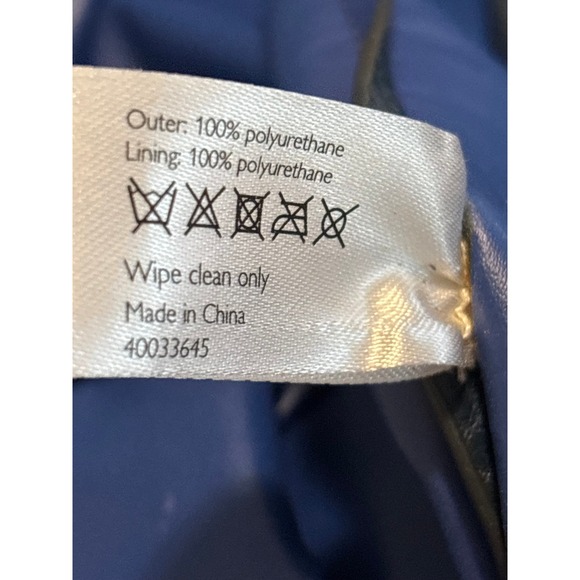 Outer: 100% polyurethane
Lining: 100% polyurethane
Wipe clean only
Made in China
40033645